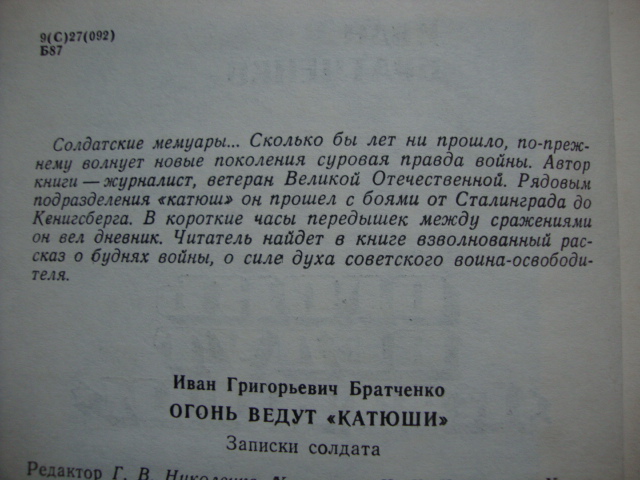 9(С)27(092)
Б87
Солдатские мемуары... Сколько бы лет ни прошло, по-преж-
нему волнует новые поколения суровая правда войны. Автор
книги — журналист, ветеран Великой Отечественной. Рядовым
подразделения «катюш» он прошел с боями от Сталинграда до
Кенигсберга. В короткие часы передышек между сражениями
он вел дневник. Читатель найдет в книге взволнованный рас-
сказ о буднях войны, о силе духа советского воина-освободи-
теля.
Иван Григорьевич Братченко
ОГОНЬ ВЕДУТ «КАТЮШИ»
Записки солдата
Редактор Г. В.